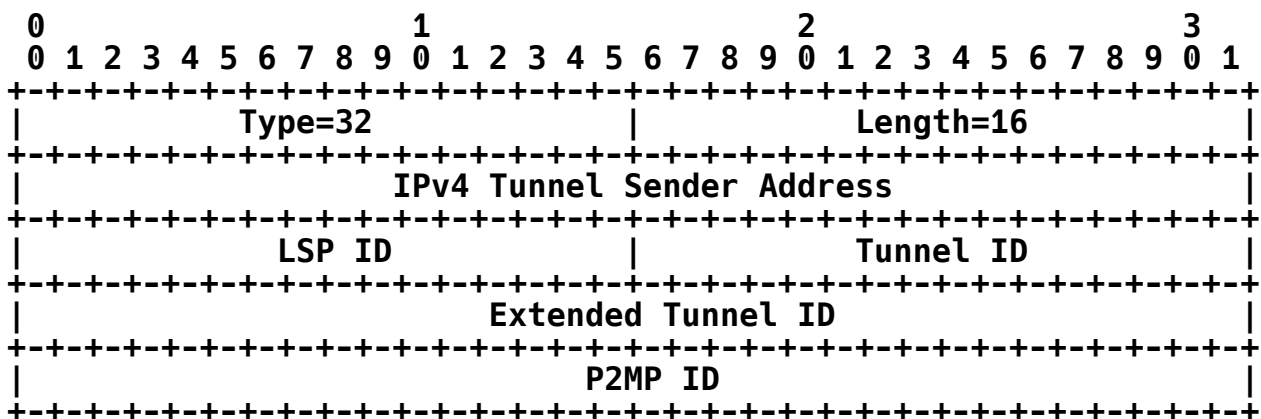 0                   1                   2                   3
 0 1 2 3 4 5 6 7 8 9 0 1 2 3 4 5 6 7 8 9 0 1 2 3 4 5 6 7 8 9 0 1
+-+-+-+-+-+-+-+-+-+-+-+-+-+-+-+-+-+-+-+-+-+-+-+-+-+-+-+-+-+-+-+-+
|           Type=32             |           Length=16           |
+-+-+-+-+-+-+-+-+-+-+-+-+-+-+-+-+-+-+-+-+-+-+-+-+-+-+-+-+-+-+-+-+
|                   IPv4 Tunnel Sender Address                  |
+-+-+-+-+-+-+-+-+-+-+-+-+-+-+-+-+-+-+-+-+-+-+-+-+-+-+-+-+-+-+-+-+
|             LSP ID            |           Tunnel ID           |
+-+-+-+-+-+-+-+-+-+-+-+-+-+-+-+-+-+-+-+-+-+-+-+-+-+-+-+-+-+-+-+-+
|                        Extended Tunnel ID                     |
+-+-+-+-+-+-+-+-+-+-+-+-+-+-+-+-+-+-+-+-+-+-+-+-+-+-+-+-+-+-+-+-+
|                             P2MP ID                           |
+-+-+-+-+-+-+-+-+-+-+-+-+-+-+-+-+-+-+-+-+-+-+-+-+-+-+-+-+-+-+-+-+